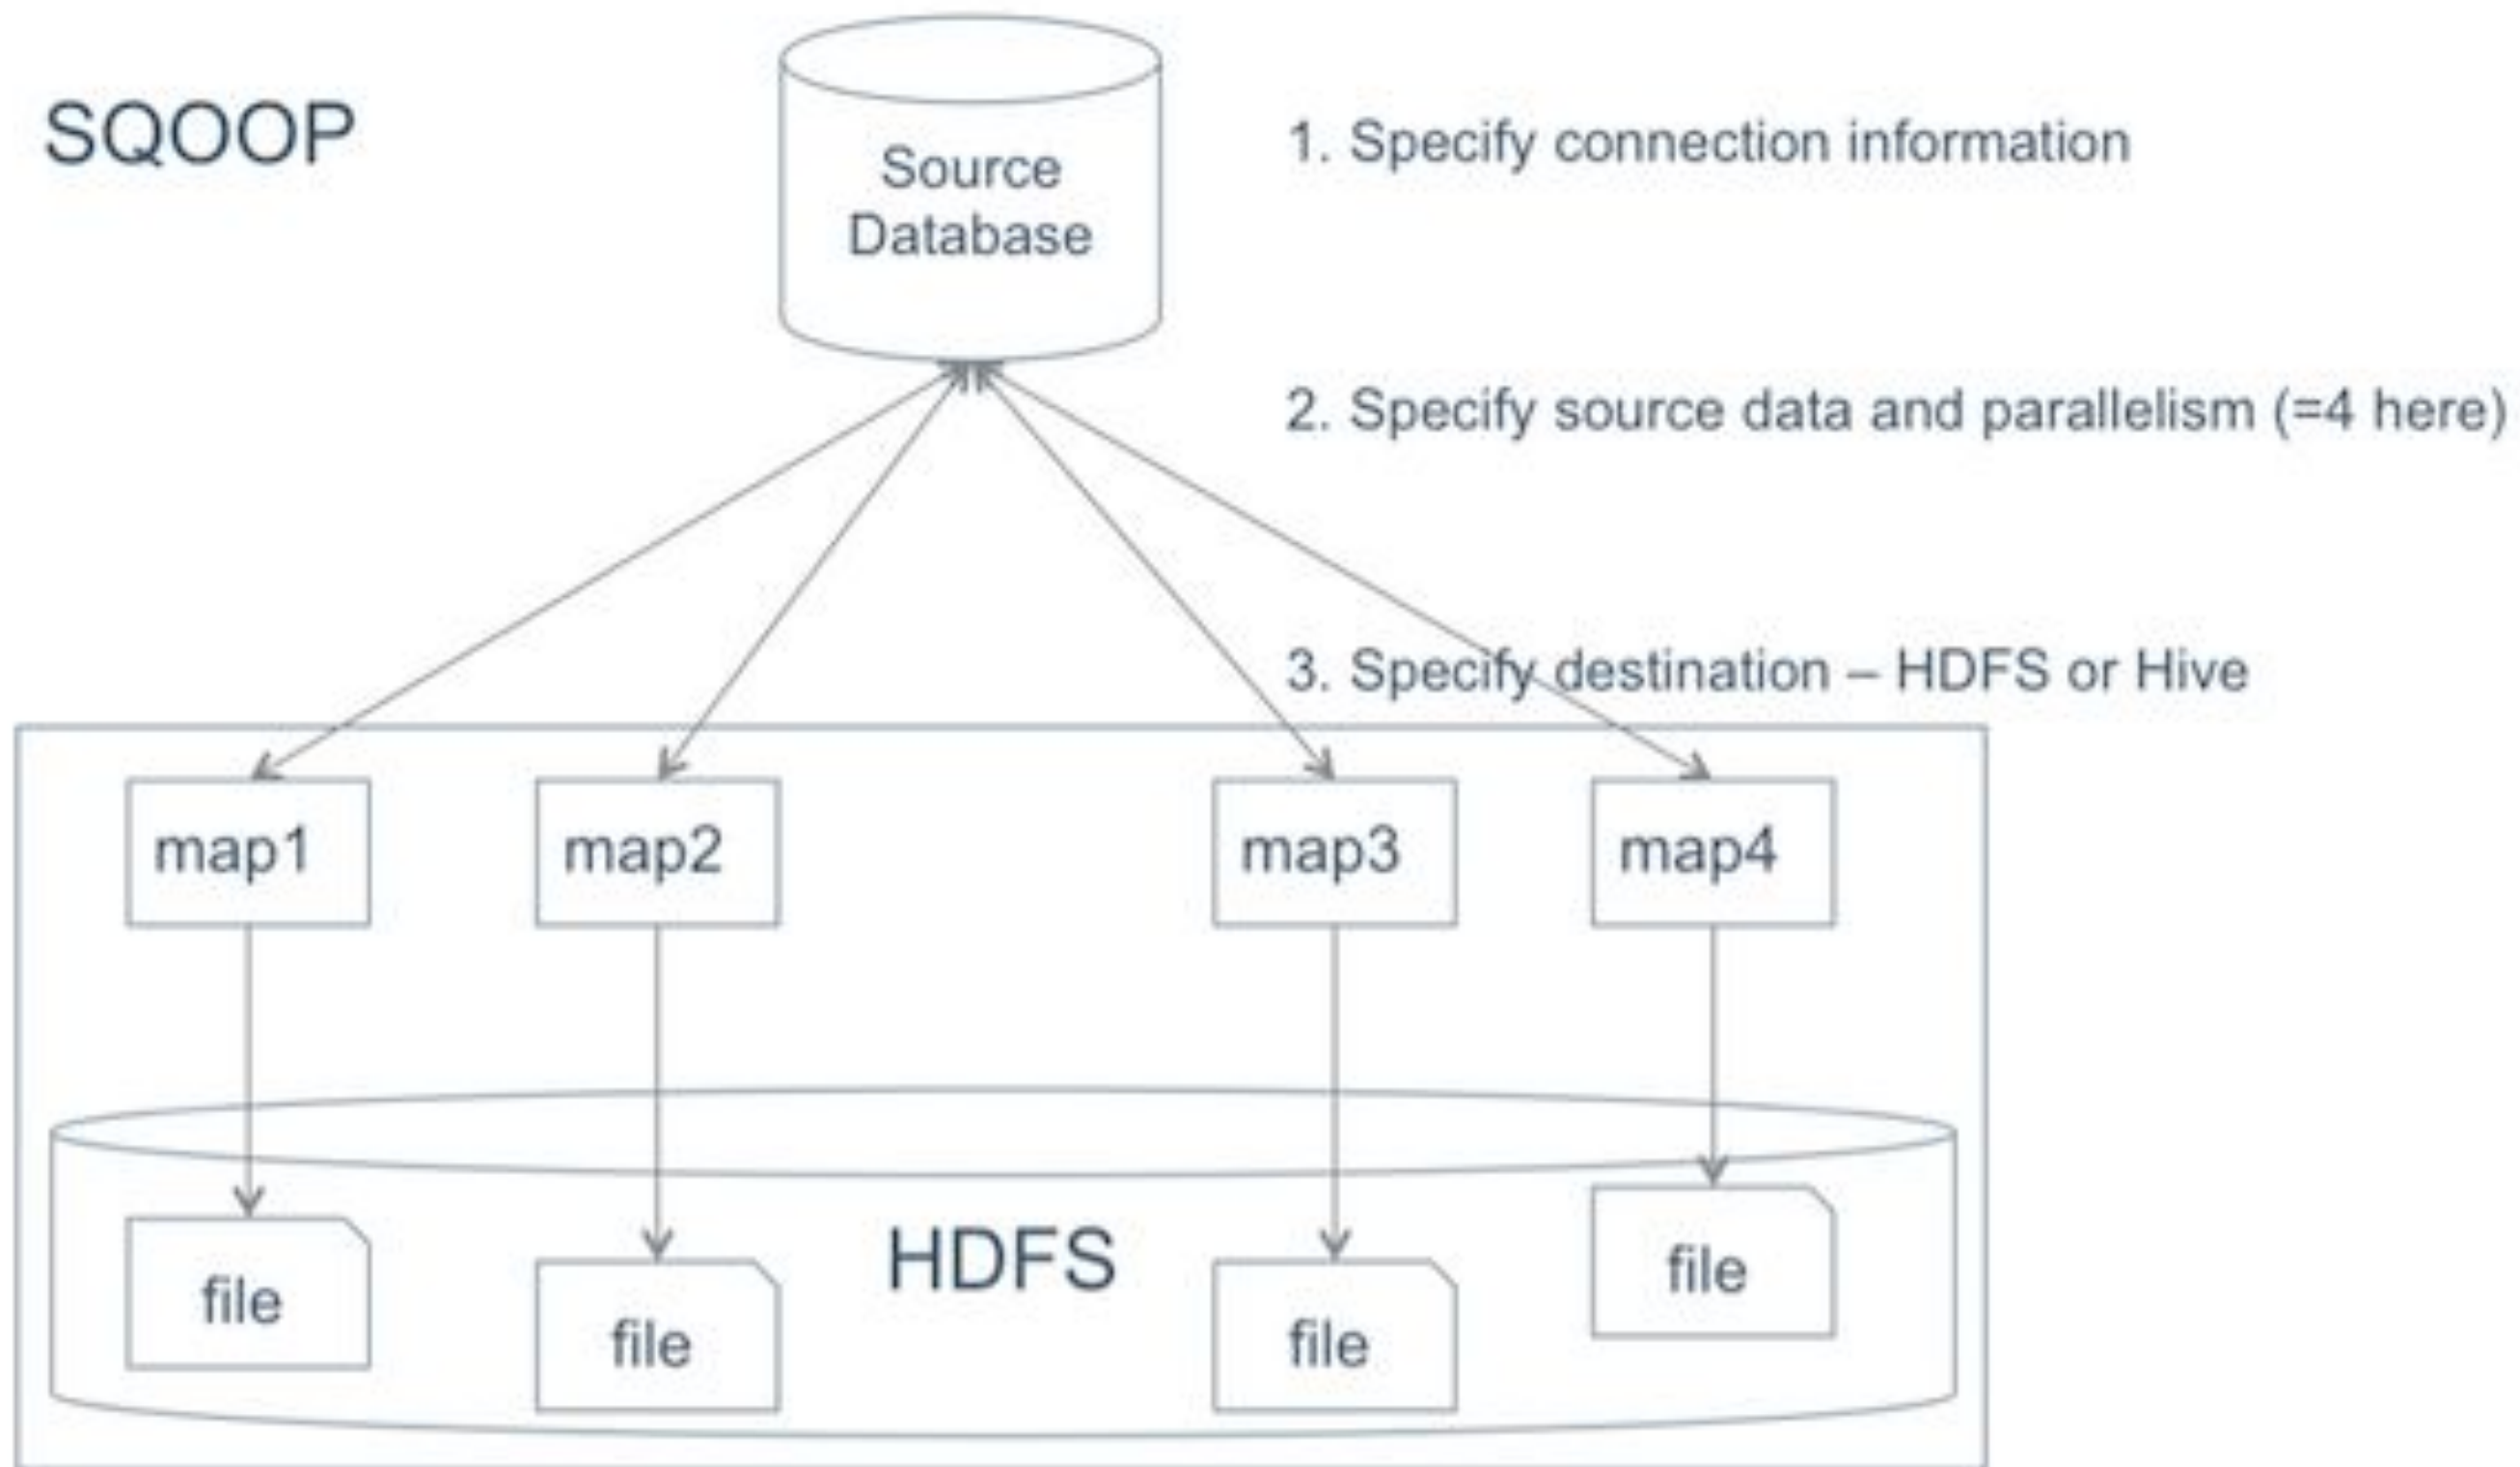 SQOOP
Source
Database
1. Specify connection information
2. Specify source data and parallelism (=4 here)
3. Specify destination – HDFS or Hive
map1
map2
map3
map4
HDFS
file
file
file
file